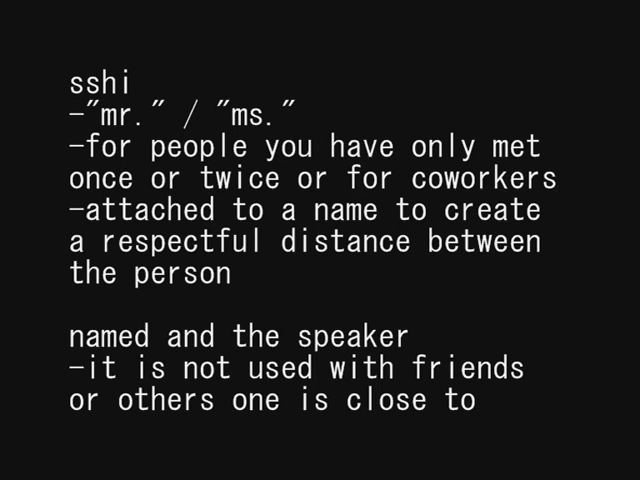 sshi
-"mr." / "ms."
-for people you have only met
once or twice or for coworkers
-attached to a name to create
a respectful distance between
the person
named and the speaker
-it is not used with friends
or others one is close to